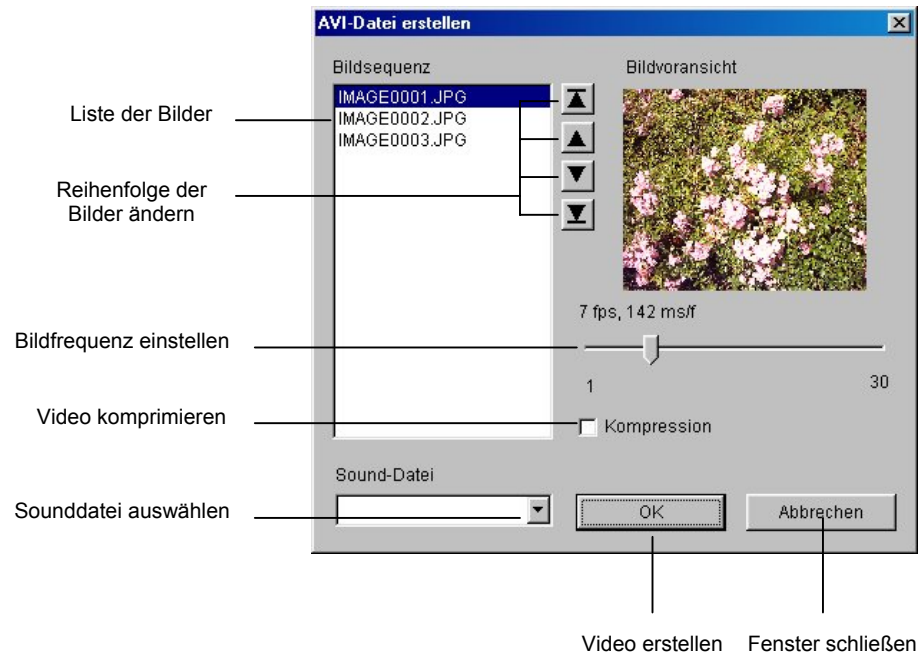 AVI-Datei erstellen
Bildsequenz
Bildvoransicht
IMAGE0001.JPG
IMAGE0002.JPG
IMAGE0003.JPG
Liste der Bilder
Reihenfolge der
Bilder ändern
7 fps, 142 ms/f
Bildfrequenz einstellen
1
30
Video komprimieren
Kompression
Sound-Datei
Sounddatei auswählen
OK
Abbrechen
Video erstellen
Fenster schließen